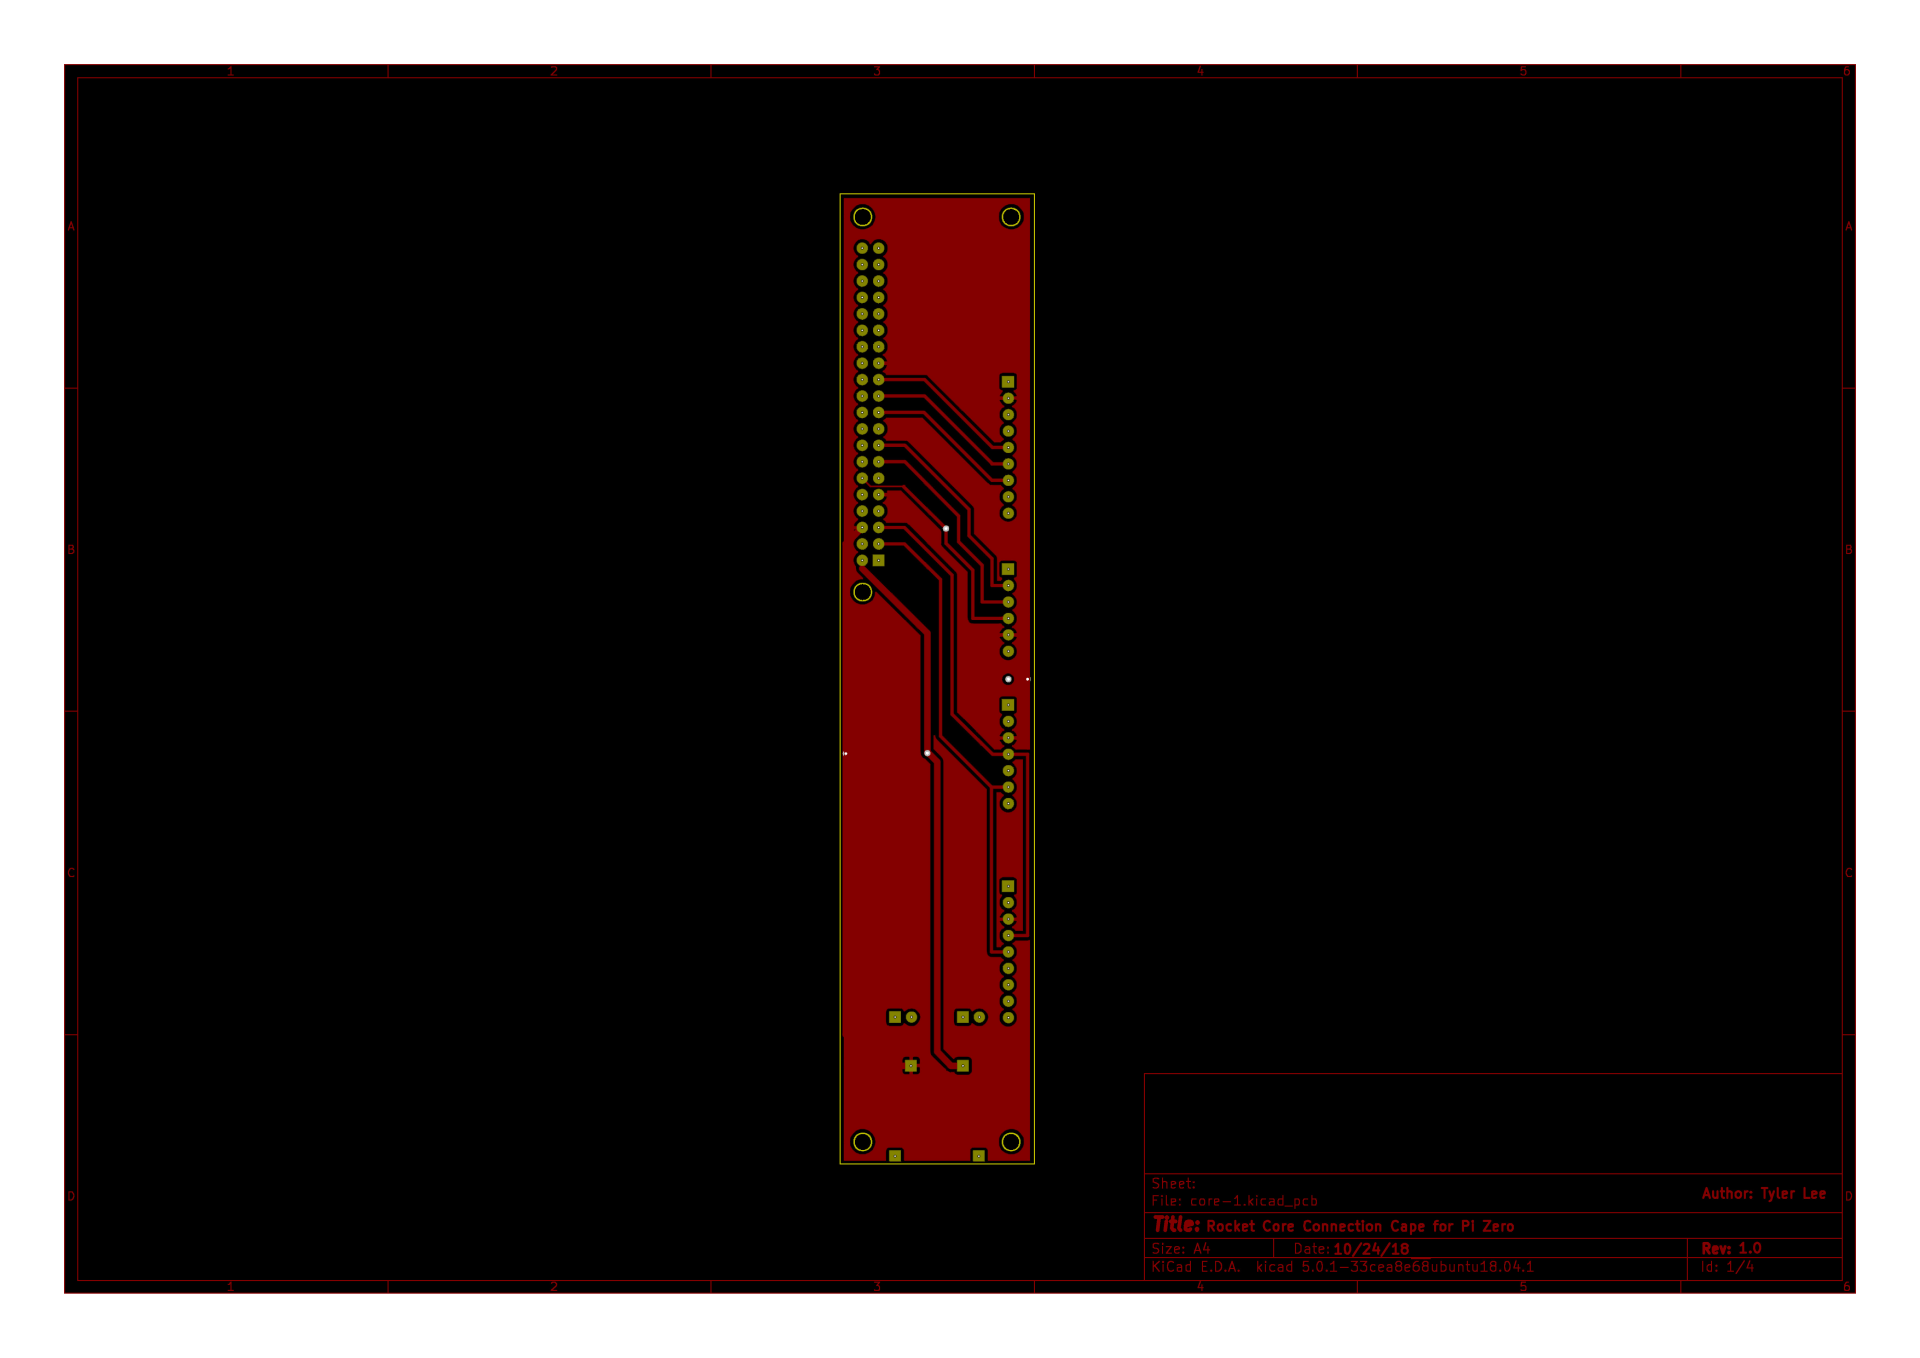 1 2 3 4 5 6
A A
B B
C C
D D
Sheet:
File: core-1.kicad_pcb
Author: Tyler Lee
Title: Rocket Core Connection Cape for Pi Zero
Size: A4 Date: 10/24/18__ Rev: 1.0
KiCad E.D.A. kicad 5.0.1-33cea8e68ubuntu18.04.1 Id: 1/4
1 2 3 4 5 6